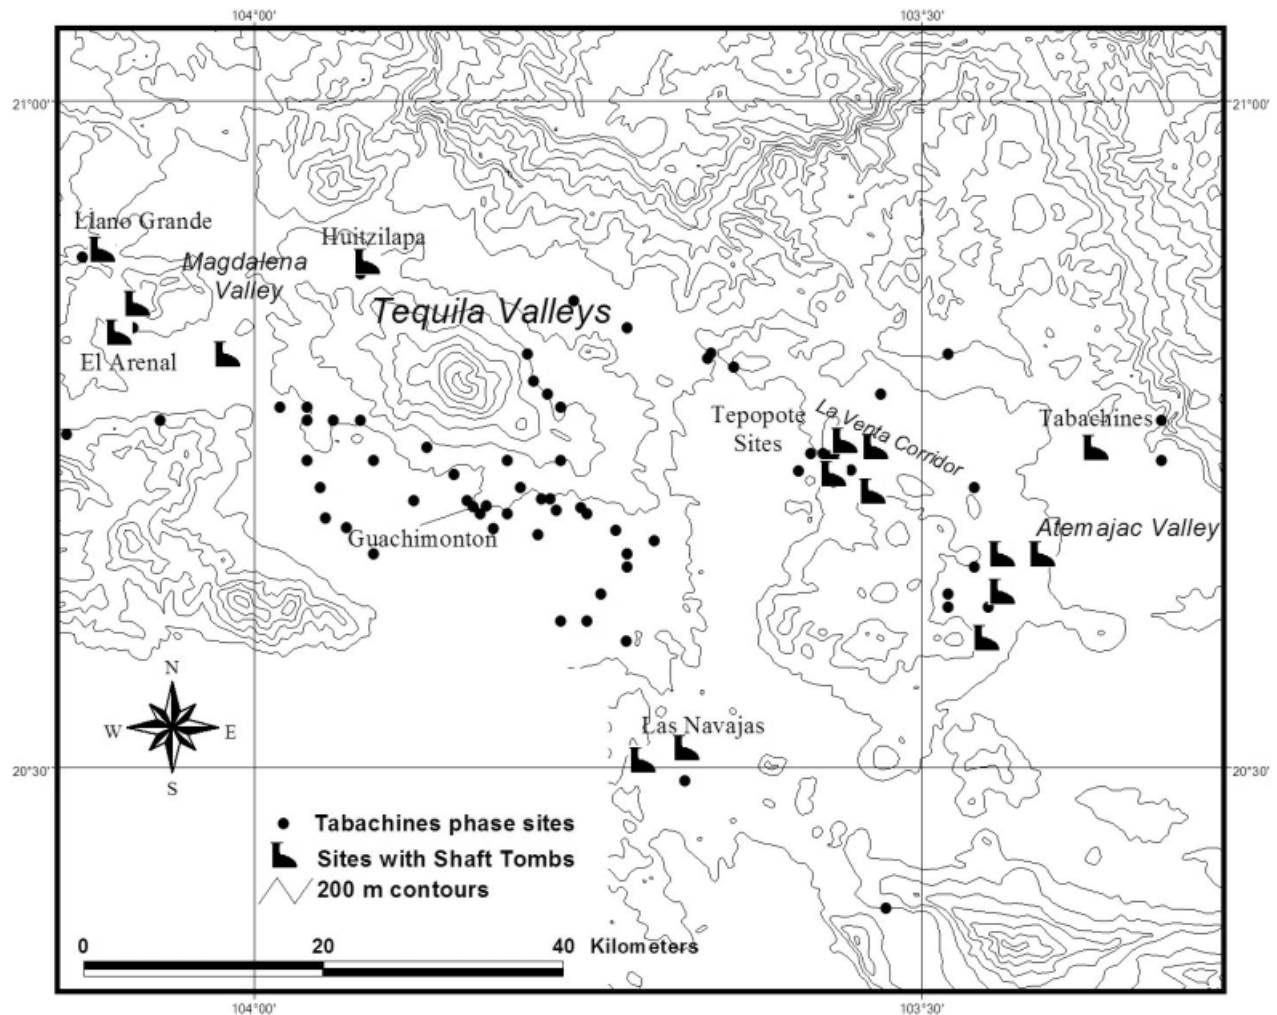 104°00'
103°30'
21°00'
21°00'
Llano Grande
Huitzilapa
Magdalena
Valley
Tequila Valleys
El Arenal
Tepopote
Sites
La Venta Corridor
Tabachines
Guachimonton
Atemajac Valley
N
W
E
S
Las Navajas
20°30'
20°30'
Tabachines phase sites
Sites with Shaft Tombs
200 m contours
0
20
40
Kilometers
104°00'
103°30'